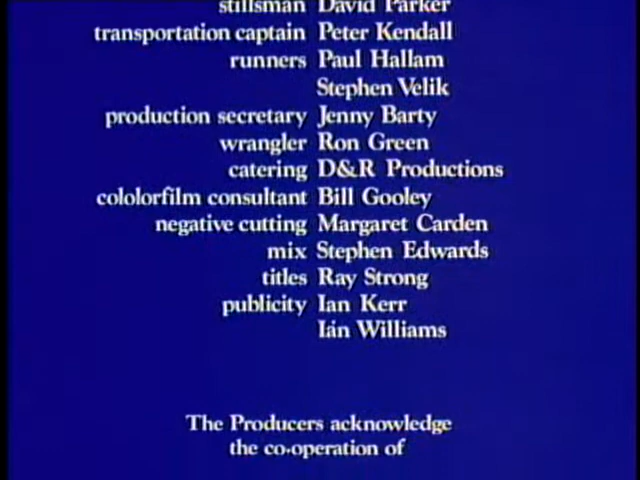 stillsman David Parker
transportation captain Peter Kendall
runners Paul Hallam
Stephen Velik
production secretary Jenny Barty
wrangler Ron Green
catering D&R Productions
cololorfilm consultant Bill Gooley
negative cutting Margaret Carden
mix Stephen Edwards
titles Ray Strong
publicity Ian Kerr
Ian Williams
The Producers acknowledge
the co-operation of